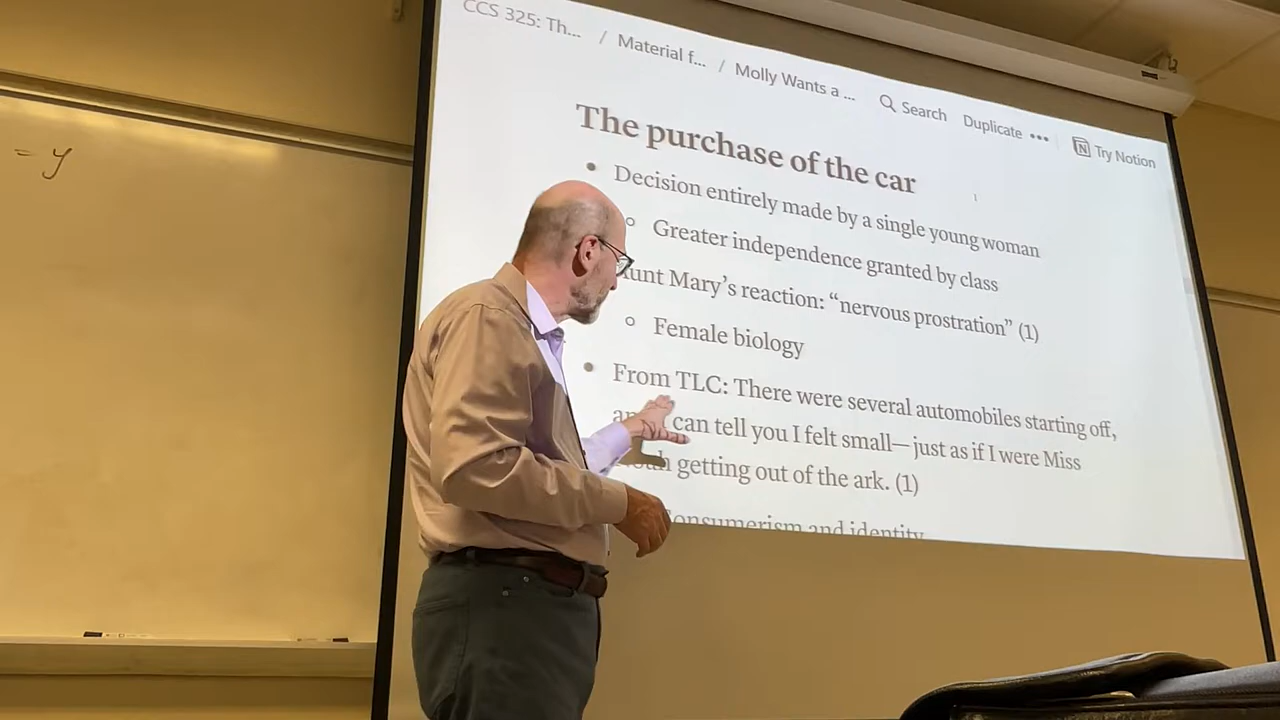 CCS 325: Th... / Material f... / Molly Wants a ... Search Duplicate ••• Try Notion
The purchase of the car
• Decision entirely made by a single young woman
○ Greater independence granted by class
Mary's reaction: “nervous prostration” (1)
○ Female biology
• From TLC: There were several automobiles starting off,
can tell you I felt small—just as if I were Miss
getting out of the ark. (1)
Consumerism and identity
= y